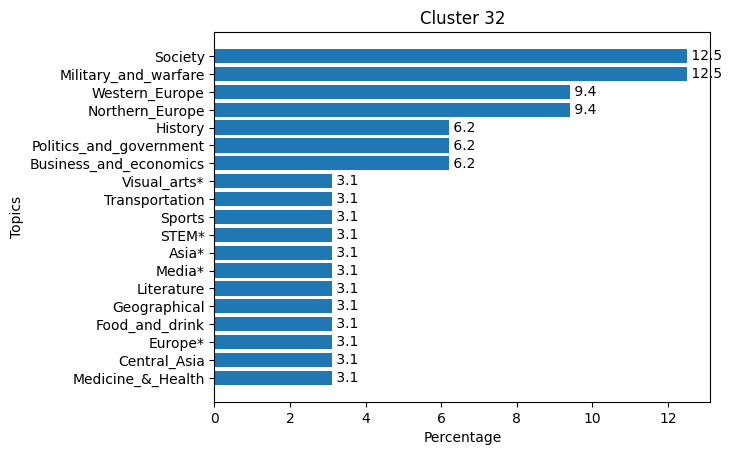 Cluster 32
Society 12.5
Military_and_warfare 12.5
Western_Europe 9.4
Northern_Europe 9.4
History 6.2
Politics_and_government 6.2
Business_and_economics 6.2
Visual_arts* 3.1
Transportation 3.1
Sports 3.1
STEM* 3.1
Asia* 3.1
Media* 3.1
Literature 3.1
Geographical 3.1
Food_and_drink 3.1
Europe* 3.1
Central_Asia 3.1
Medicine_&_Health 3.1
Topics
0 2 4 6 8 10 12
Percentage